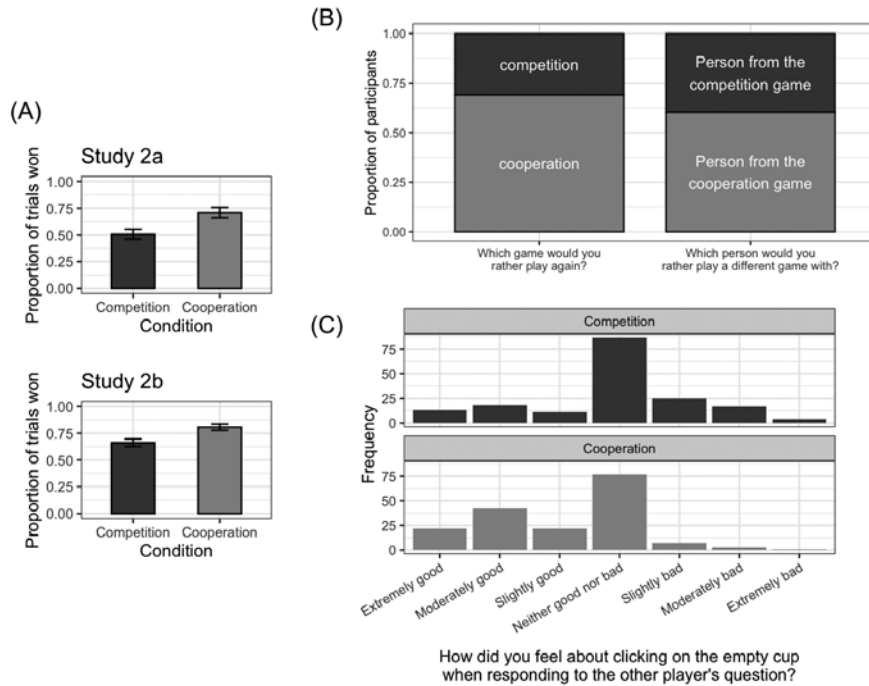 (A)
Study 2a
Proportion of trials won
1.00
0.75
0.50
0.25
0.00
Competition
Cooperation
Condition
Study 2b
Proportion of trials won
1.00
0.75
0.50
0.25
0.00
Competition
Cooperation
Condition
(B)
Proportion of participants
1.00
0.75
0.50
0.25
0.00
competition
cooperation
Person from the
competition game
Person from the
cooperation game
Which game would you
rather play again?
Which person would you
rather play a different game with?
(C)
Frequency
Competition
75
50
25
0
Cooperation
75
50
25
0
Extremely good
Moderately good
Slightly good
Neither good nor bad
Slightly bad
Moderately bad
Extremely bad
How did you feel about clicking on the empty cup
when responding to the other player's question?